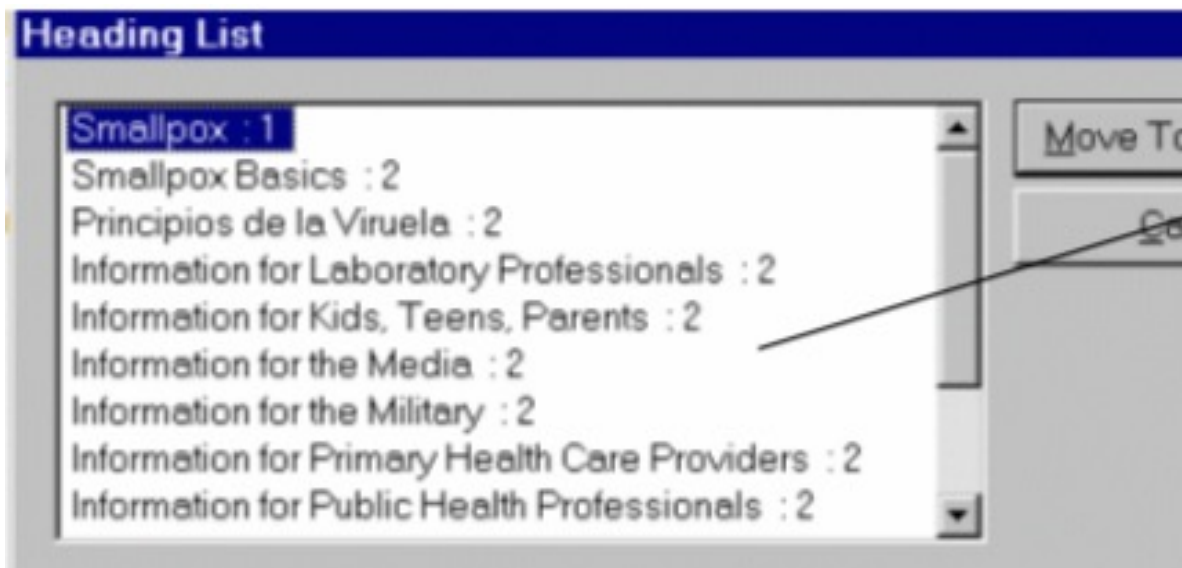 Heading List
Smallpox : 1
Smallpox Basics : 2
Principios de la Viruela : 2
Information for Laboratory Professionals : 2
Information for Kids, Teens, Parents : 2
Information for the Media : 2
Information for the Military : 2
Information for Primary Health Care Providers : 2
Information for Public Health Professionals : 2
Move To